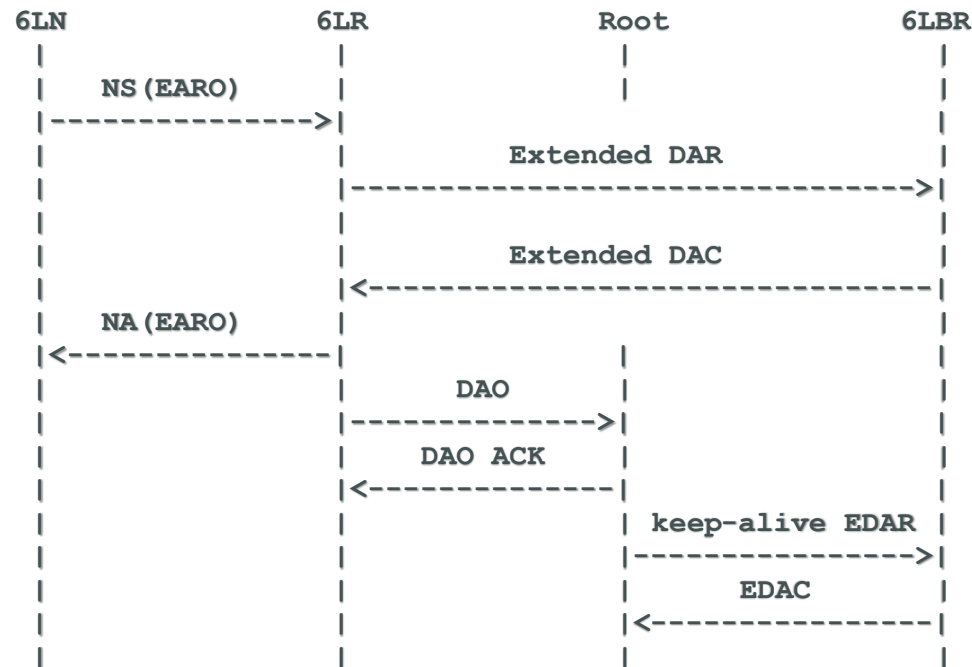 6LN 6LR Root 6LBR
| | | |
| NS(EARO) | | |
|--------------->| |
| Extended DAR |
| |-------------------------------->|
| | |
| Extended DAC |
| |<--------------------------------|
| NA(EARO) | |
|<---------------| | |
| | DAO | |
| |-------------->| |
| | DAO ACK | |
| |<--------------| |
| | | keep-alive EDAR |
| | |---------------->|
| | | EDAC |
| | |<----------------|
| | | |